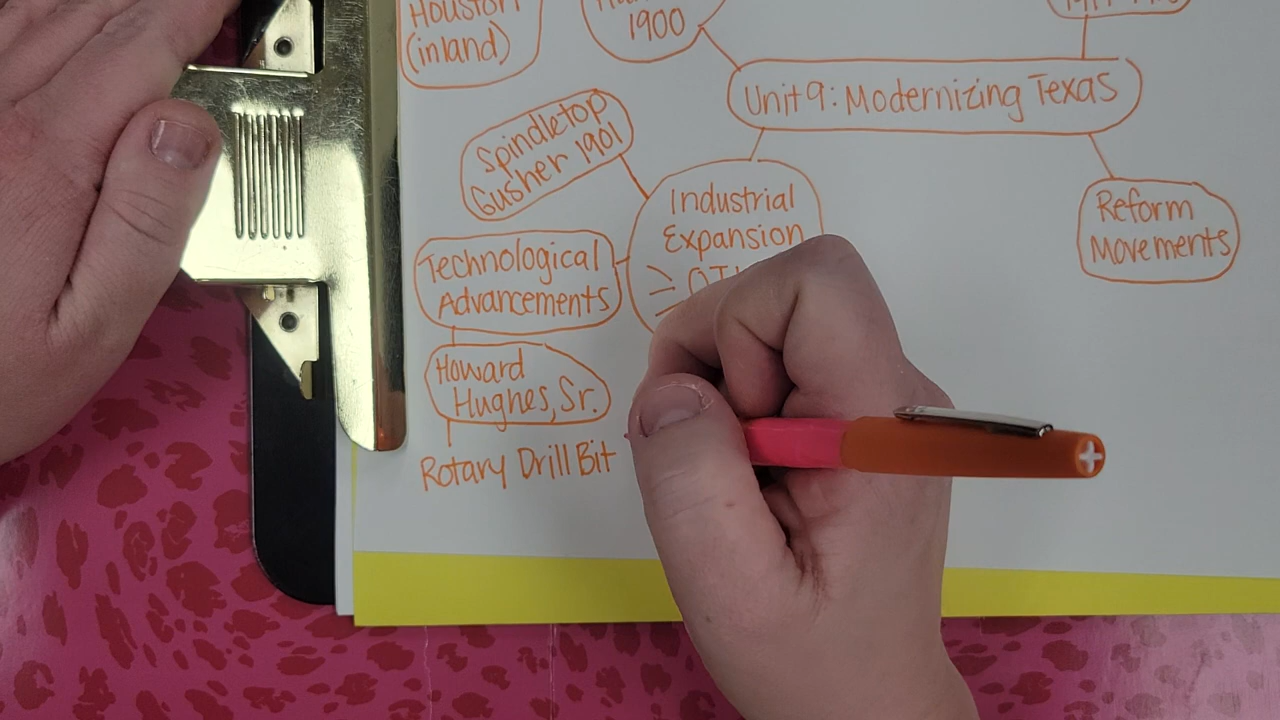 Houston
(inland)
1900
Unit 9: Modernizing Texas
Spindletop
Gusher 1901
Industrial
Expansion
Reform
Movements
Technological
Advancements
Howard
Hughes, Sr.
Rotary Drill Bit